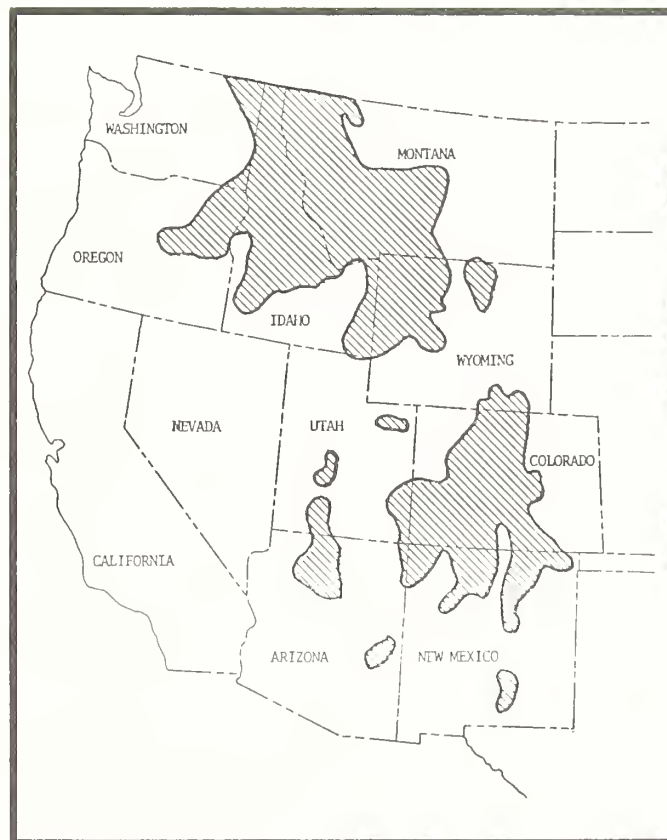 WASHINGTON
MONTANA
OREGON
IDAHO
WYOMING
NEVADA
UTAH
COLORADO
CALIFORNIA
ARIZONA
NEW MEXICO